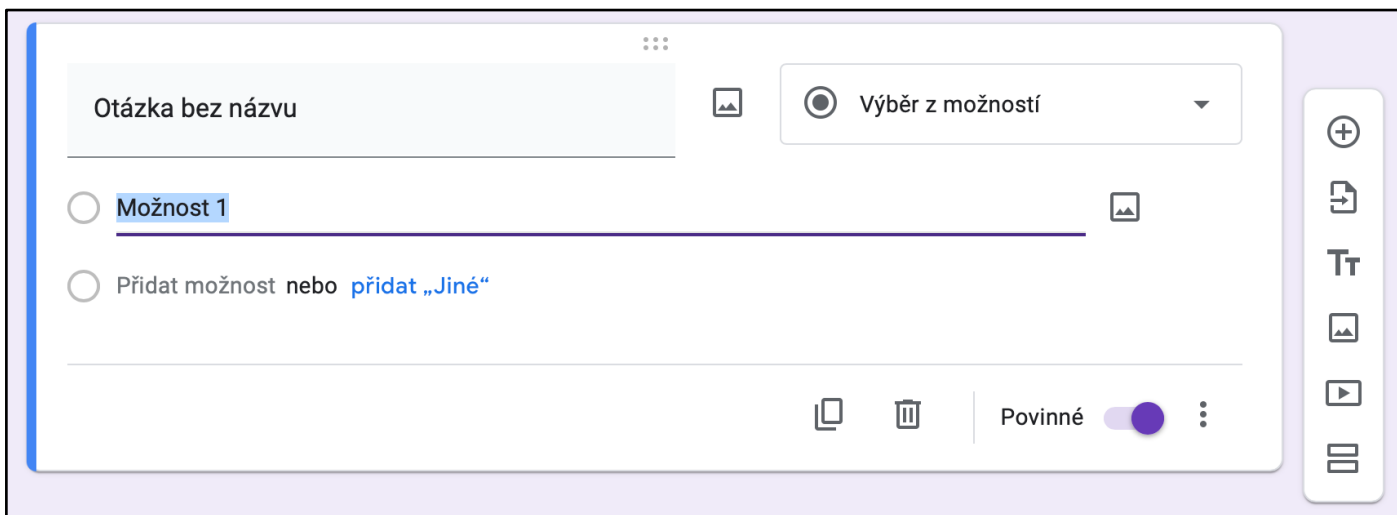 Otázka bez názvu
Výběr z možností
Možnost 1
Přidat možnost nebo přidat „Jiné“
Povinné